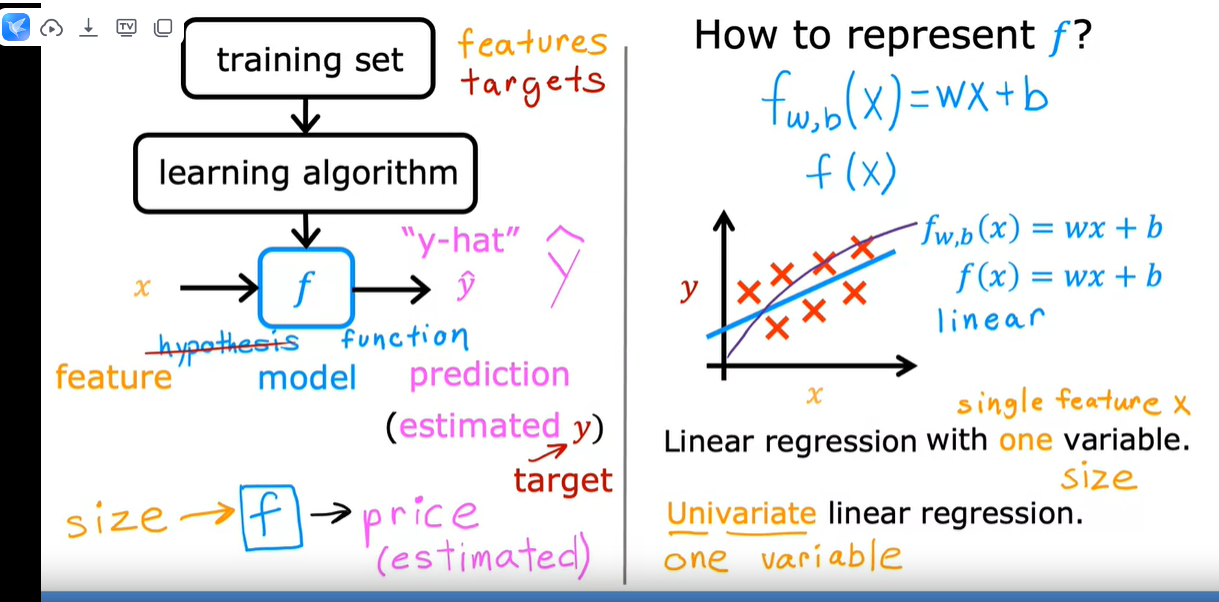 TV
training set
features
targets
learning algorithm
"y-hat"
x
f
ŷ
ŷ
hypothesis
function
feature
model
prediction
(estimated y)
target
size → f → price
(estimated)
How to represent f?
f_{w,b}(x) = wx + b
f(x)
f_{w,b}(x) = wx + b
f(x) = wx + b
linear
y
x
single feature x
Linear regression with one variable.
size
Univariate linear regression.
one variable